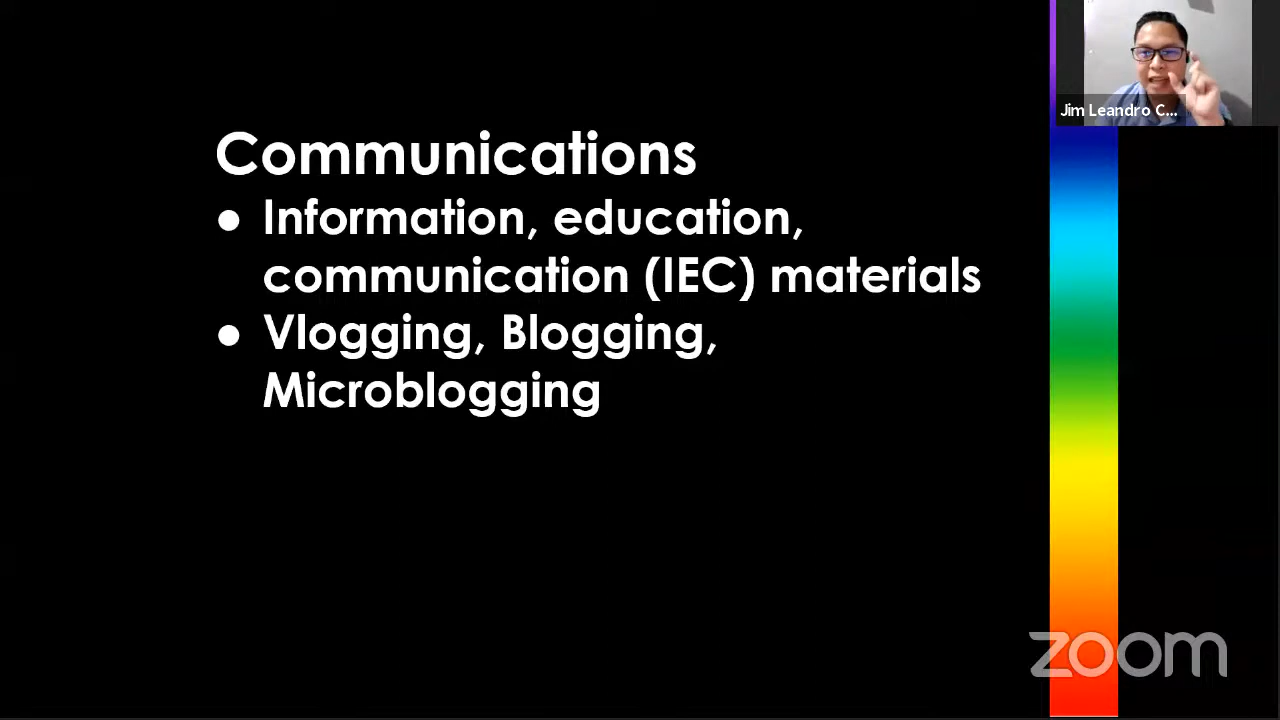 Jim Leandro C...
Communications
● Information, education,
communication (IEC) materials
● Vlogging, Blogging,
Microblogging
zoom